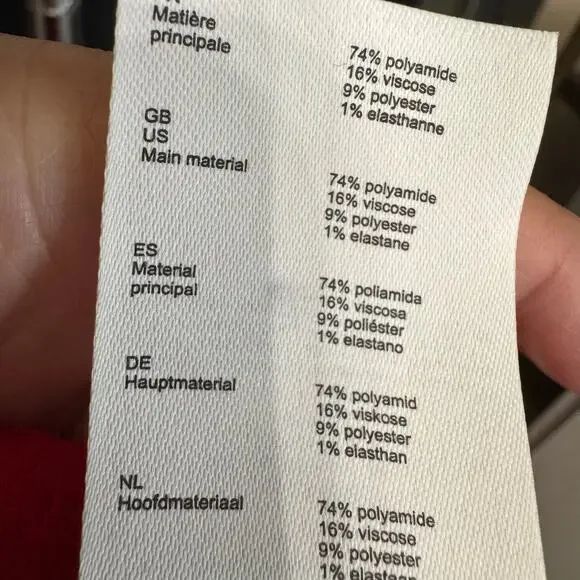 Matière
principale
74% polyamide
16% viscose
9% polyester
1% elasthanne
GB
US
Main material
74% polyamide
16% viscose
9% polyester
1% elastane
ES
Material
principal
74% poliamida
16% viscosa
9% poliéster
1% elastano
DE
Hauptmaterial
74% polyamid
16% viskose
9% polyester
1% elasthan
NL
Hoofdmateriaal
74% polyamide
16% viscose
9% polyester
1%